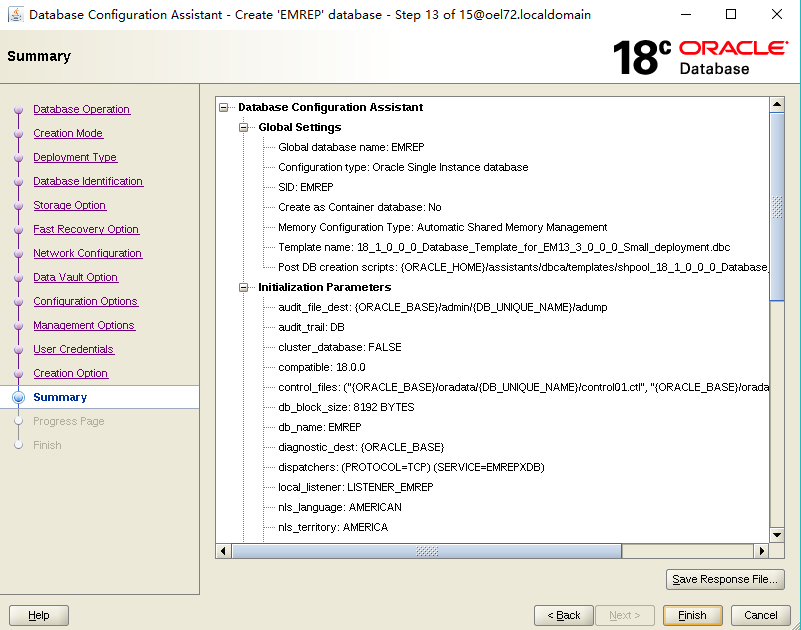 Database Configuration Assistant - Create 'EMREP' database - Step 13 of 15@oel72.localdomain
Summary
18c ORACLE
Database
Database Operation
Creation Mode
Deployment Type
Database Identification
Storage Option
Fast Recovery Option
Network Configuration
Data Vault Option
Configuration Options
Management Options
User Credentials
Creation Option
Summary
Progress Page
Finish
Database Configuration Assistant
Global Settings
Global database name: EMREP
Configuration type: Oracle Single Instance database
SID: EMREP
Create as Container database: No
Memory Configuration Type: Automatic Shared Memory Management
Template name: 18_1_0_0_0_Database_Template_for_EM13_3_0_0_0_Small_deployment.dbc
Post DB creation scripts: {ORACLE_HOME}/assistants/dbca/templates/shpool_18_1_0_0_0_Database_
Initialization Parameters
audit_file_dest: {ORACLE_BASE}/admin/{DB_UNIQUE_NAME}/adump
audit_trail: DB
cluster_database: FALSE
compatible: 18.0.0
control_files: ("{ORACLE_BASE}/oradata/{DB_UNIQUE_NAME}/control01.ctl", "{ORACLE_BASE}/orada
db_block_size: 8192 BYTES
db_name: EMREP
diagnostic_dest: {ORACLE_BASE}
dispatchers: (PROTOCOL=TCP) (SERVICE=EMREPXDB)
local_listener: LISTENER_EMREP
nls_language: AMERICAN
nls_territory: AMERICA
Save Response File...
Help
< Back
Next >
Finish
Cancel